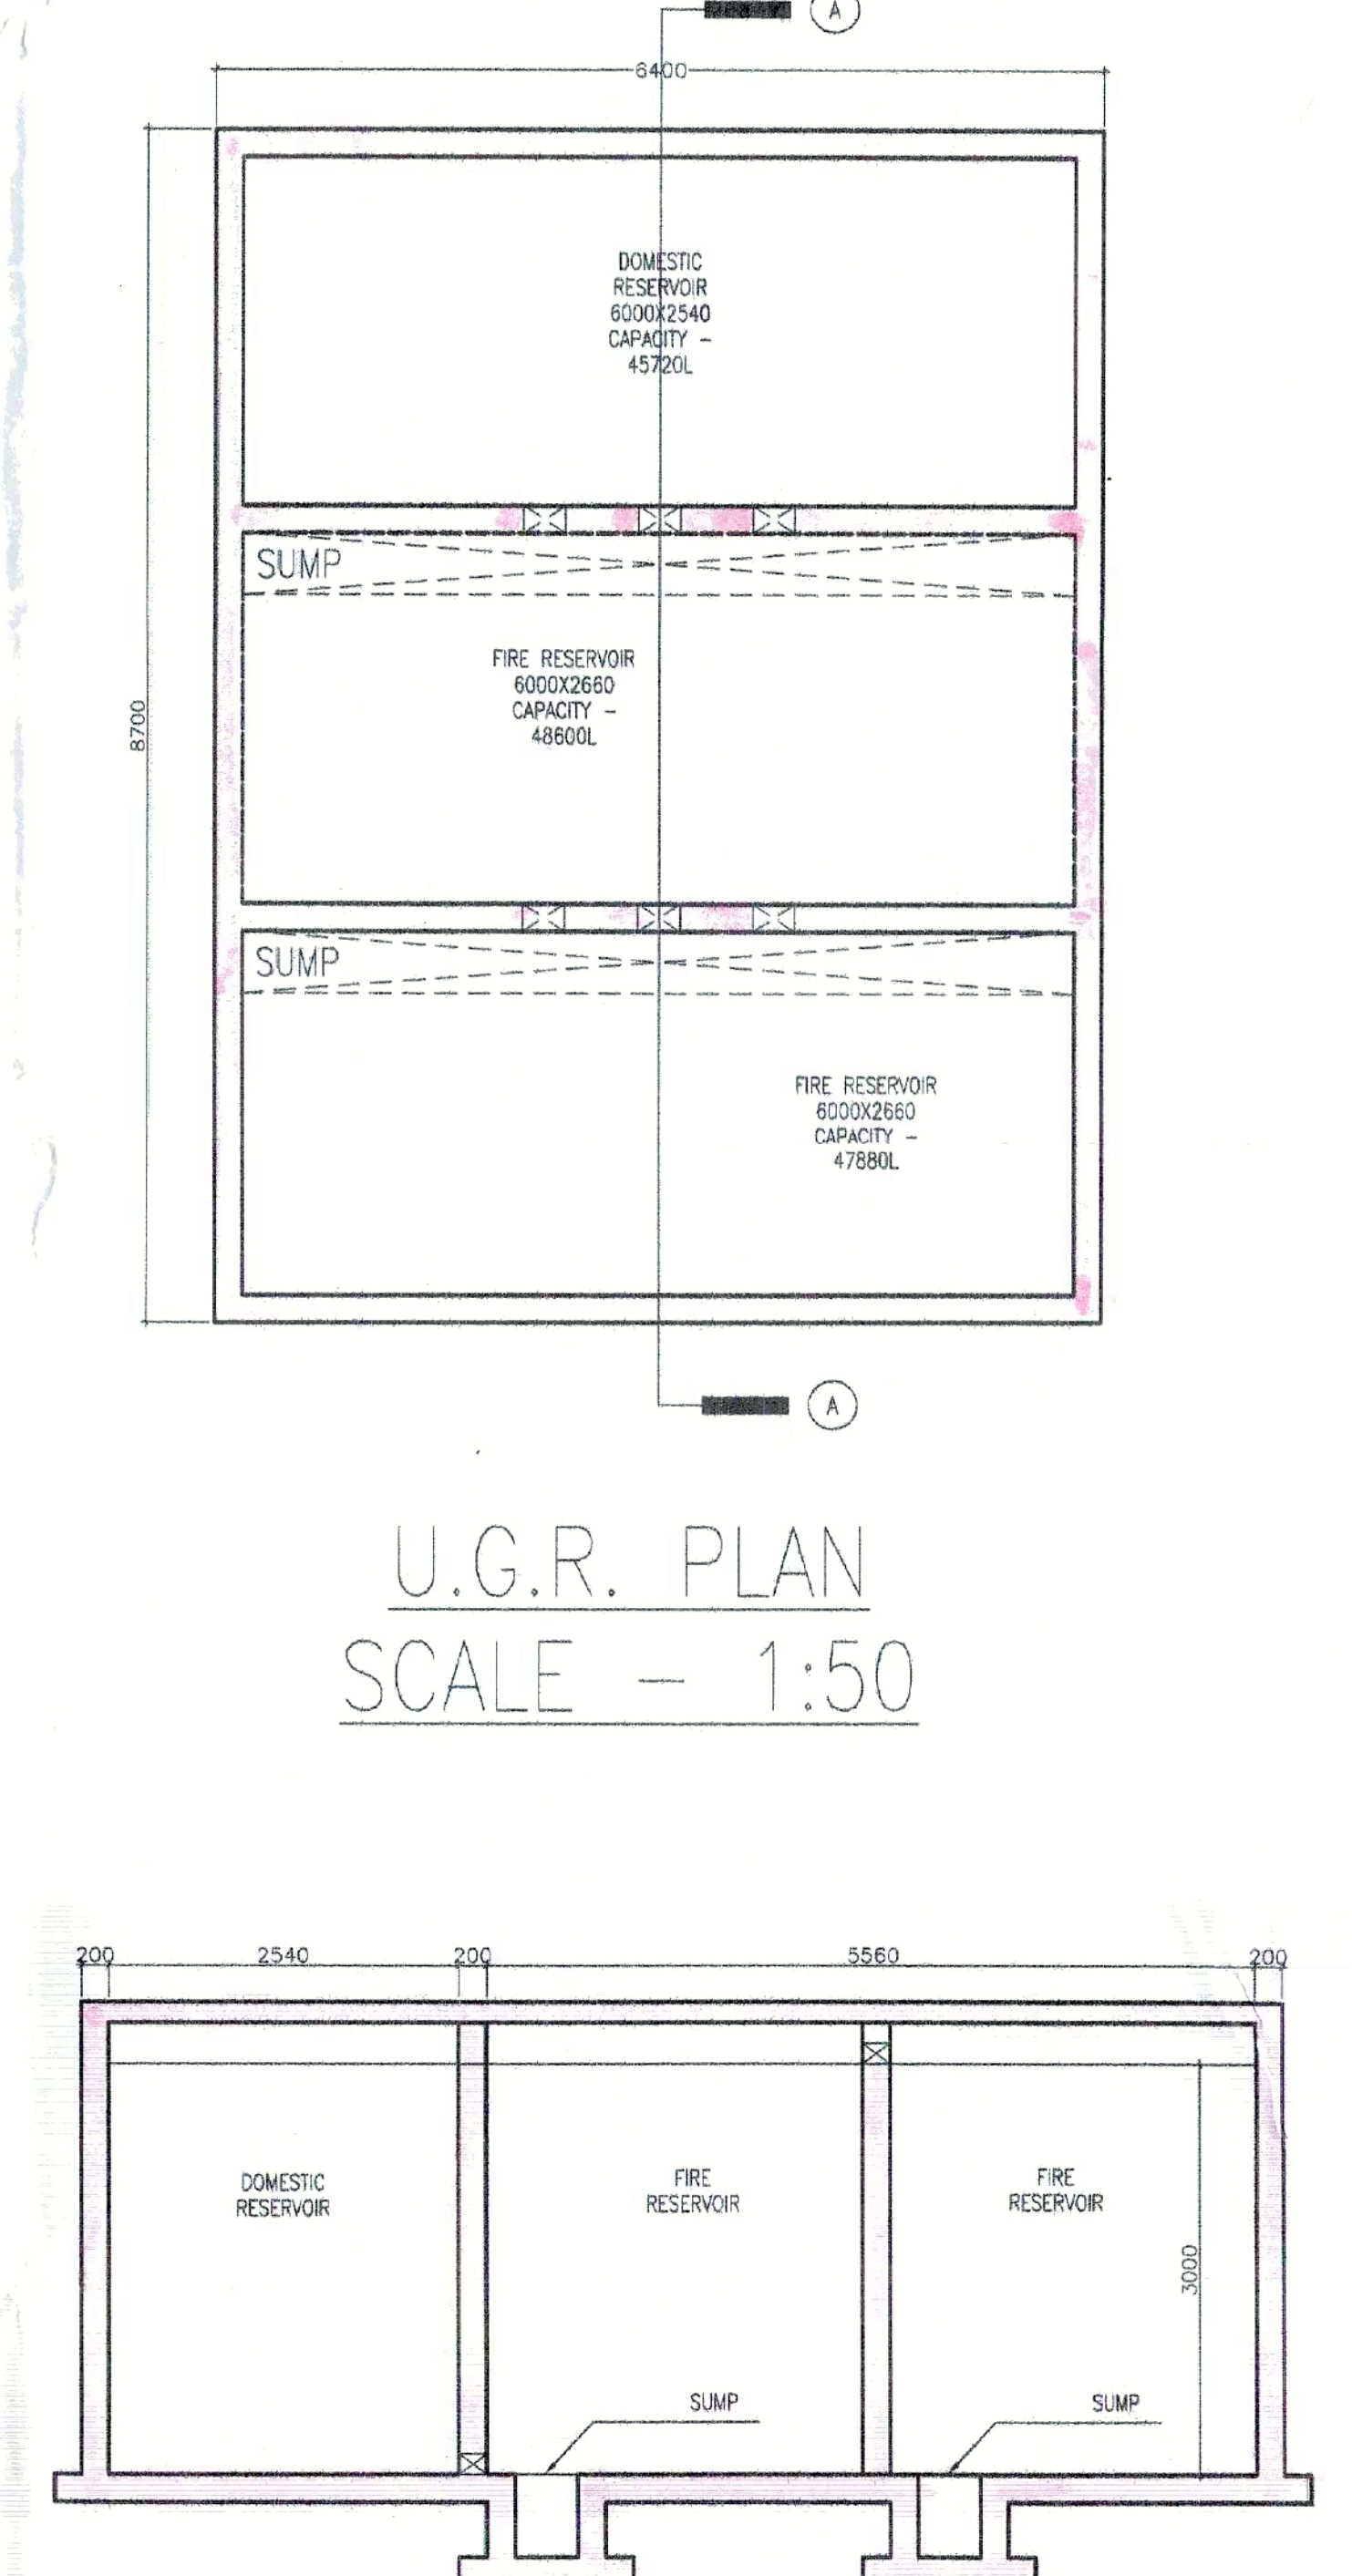 A
6400
DOMESTIC
RESERVOIR
6000X2540
CAPACITY -
45720L
SUMP
FIRE RESERVOIR
6000X2660
CAPACITY -
48600L
8700
SUMP
FIRE RESERVOIR
6000X2660
CAPACITY -
47880L
A
U.G.R. PLAN
SCALE - 1:50
200 2540 200 5560 200
DOMESTIC
RESERVOIR
FIRE
RESERVOIR
FIRE
RESERVOIR
3000
SUMP
SUMP